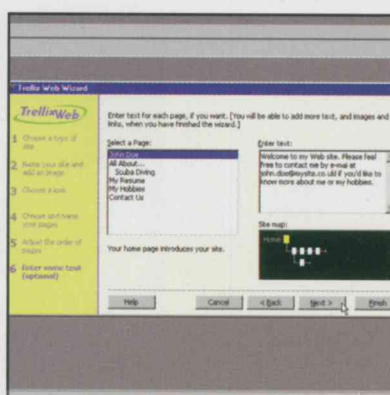 Trellix Web Wizard
TrellixWeb
1 Choose a type of site
2 Name your site and add an image
3 Choose a look
4 Choose and name your pages
5 Adjust the order of pages
6 Enter some text (optional)
Enter text for each page, if you want. [You will be able to add more text, and images and
links, when you have finished the wizard.]
Select a Page:
John Doe
All About...
Scuba Diving
My Resume
My Hobbies
Contact Us
Your home page introduces your site.
Enter text:
Welcome to my Web site. Please feel
free to contact me by e-mail at
john.doe@mysite.co.uk if you'd like to
know more about me or my hobbies.
Site map:
Home
Help
Cancel
< Back
Next >
Finish